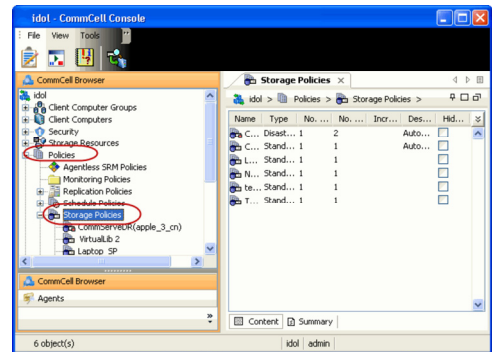 idol - CommCell Console
File View Tools
CommCell Browser
idol
Client Computer Groups
Client Computers
Security
Storage Resources
Policies
Agentless SRM Policies
Monitoring Policies
Replication Policies
Schedule Policies
Storage Policies
CommServeDR(apple_3_cn)
VirtualLib 2
Laptop SP
CommCell Browser
Agents
Storage Policies
idol > Policies > Storage Policies >
Name Type No. ... No. ... Incr... Des... Hid...
C... Disast... 1 2 Auto...
C... Stand... 1 1 Auto...
L... Stand... 1 1
N... Stand... 1 1
te... Stand... 1 1
T... Stand... 1 1
Content Summary
6 object(s) idol admin